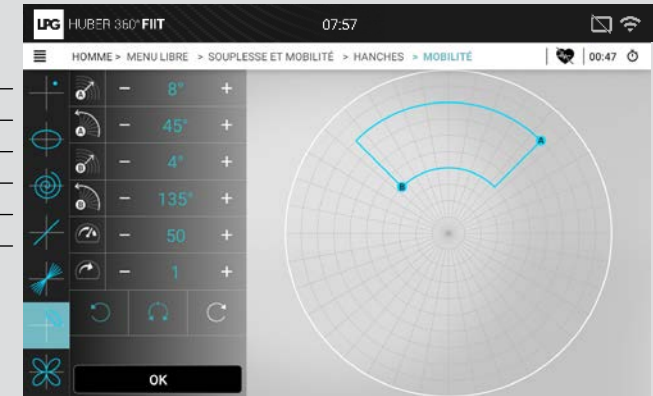 LPG HUBER 360° FIIT 07:57
HOMME > MENU LIBRE > SOUPLESSE ET MOBILITÉ > HANCHES > MOBILITÉ 00:47
A - 8° +
A - 45° +
B - 4° +
B - 135° +
- 50 +
- 1 +
OK
A
B